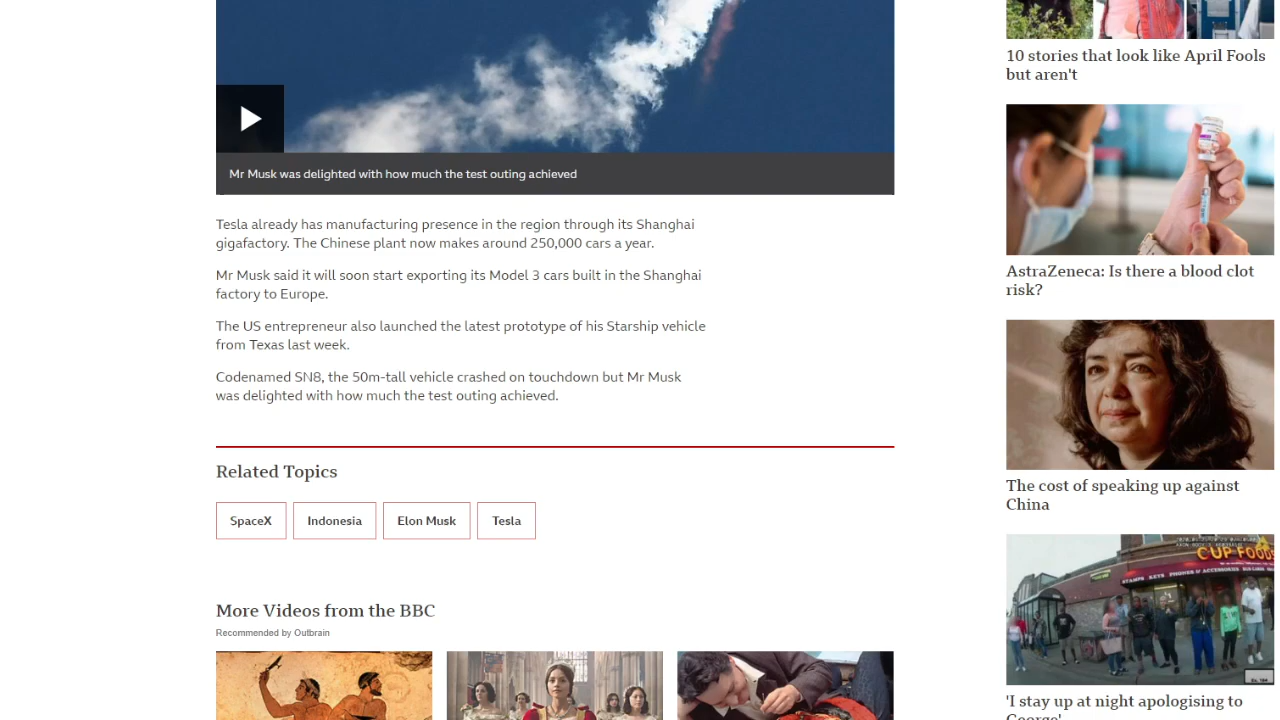 Mr Musk was delighted with how much the test outing achieved
Tesla already has manufacturing presence in the region through its Shanghai
gigafactory. The Chinese plant now makes around 250,000 cars a year.
Mr Musk said it will soon start exporting its Model 3 cars built in the Shanghai
factory to Europe.
The US entrepreneur also launched the latest prototype of his Starship vehicle
from Texas last week.
Codenamed SN8, the 50m-tall vehicle crashed on touchdown but Mr Musk
was delighted with how much the test outing achieved.
Related Topics
SpaceX
Indonesia
Elon Musk
Tesla
More Videos from the BBC
Recommended by Outbrain
10 stories that look like April Fools
but aren't
AstraZeneca: Is there a blood clot
risk?
The cost of speaking up against
China
CUP FOODS
'I stay up at night apologising to
George'